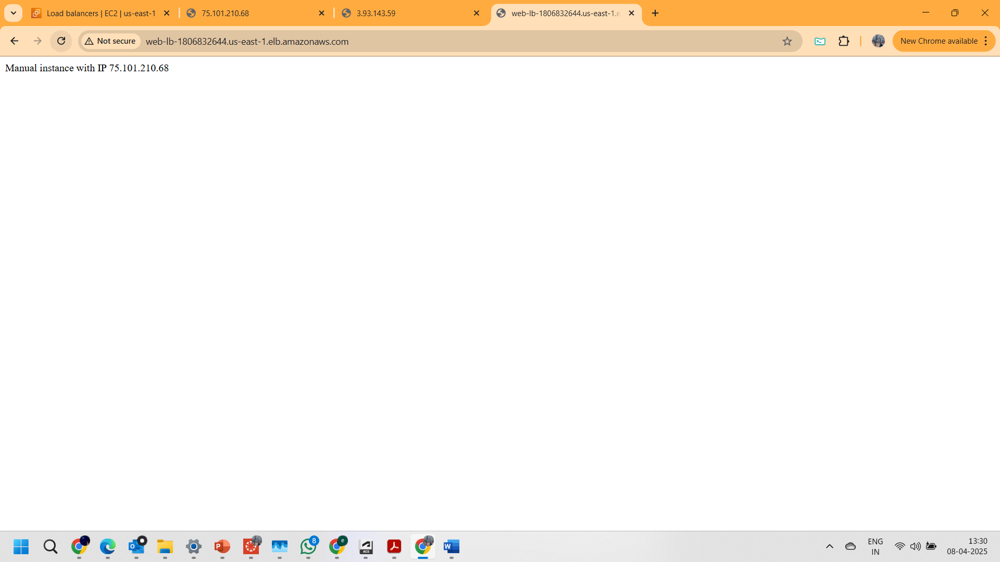 Load balancers | EC2 | us-east-1
75.101.210.68
3.93.143.59
web-lb-1806832644.us-east-1.e
Not secure
web-lb-1806832644.us-east-1.elb.amazonaws.com
New Chrome available
Manual instance with IP 75.101.210.68
8
e
ACS
ENG
IN
13:30
08-04-2025